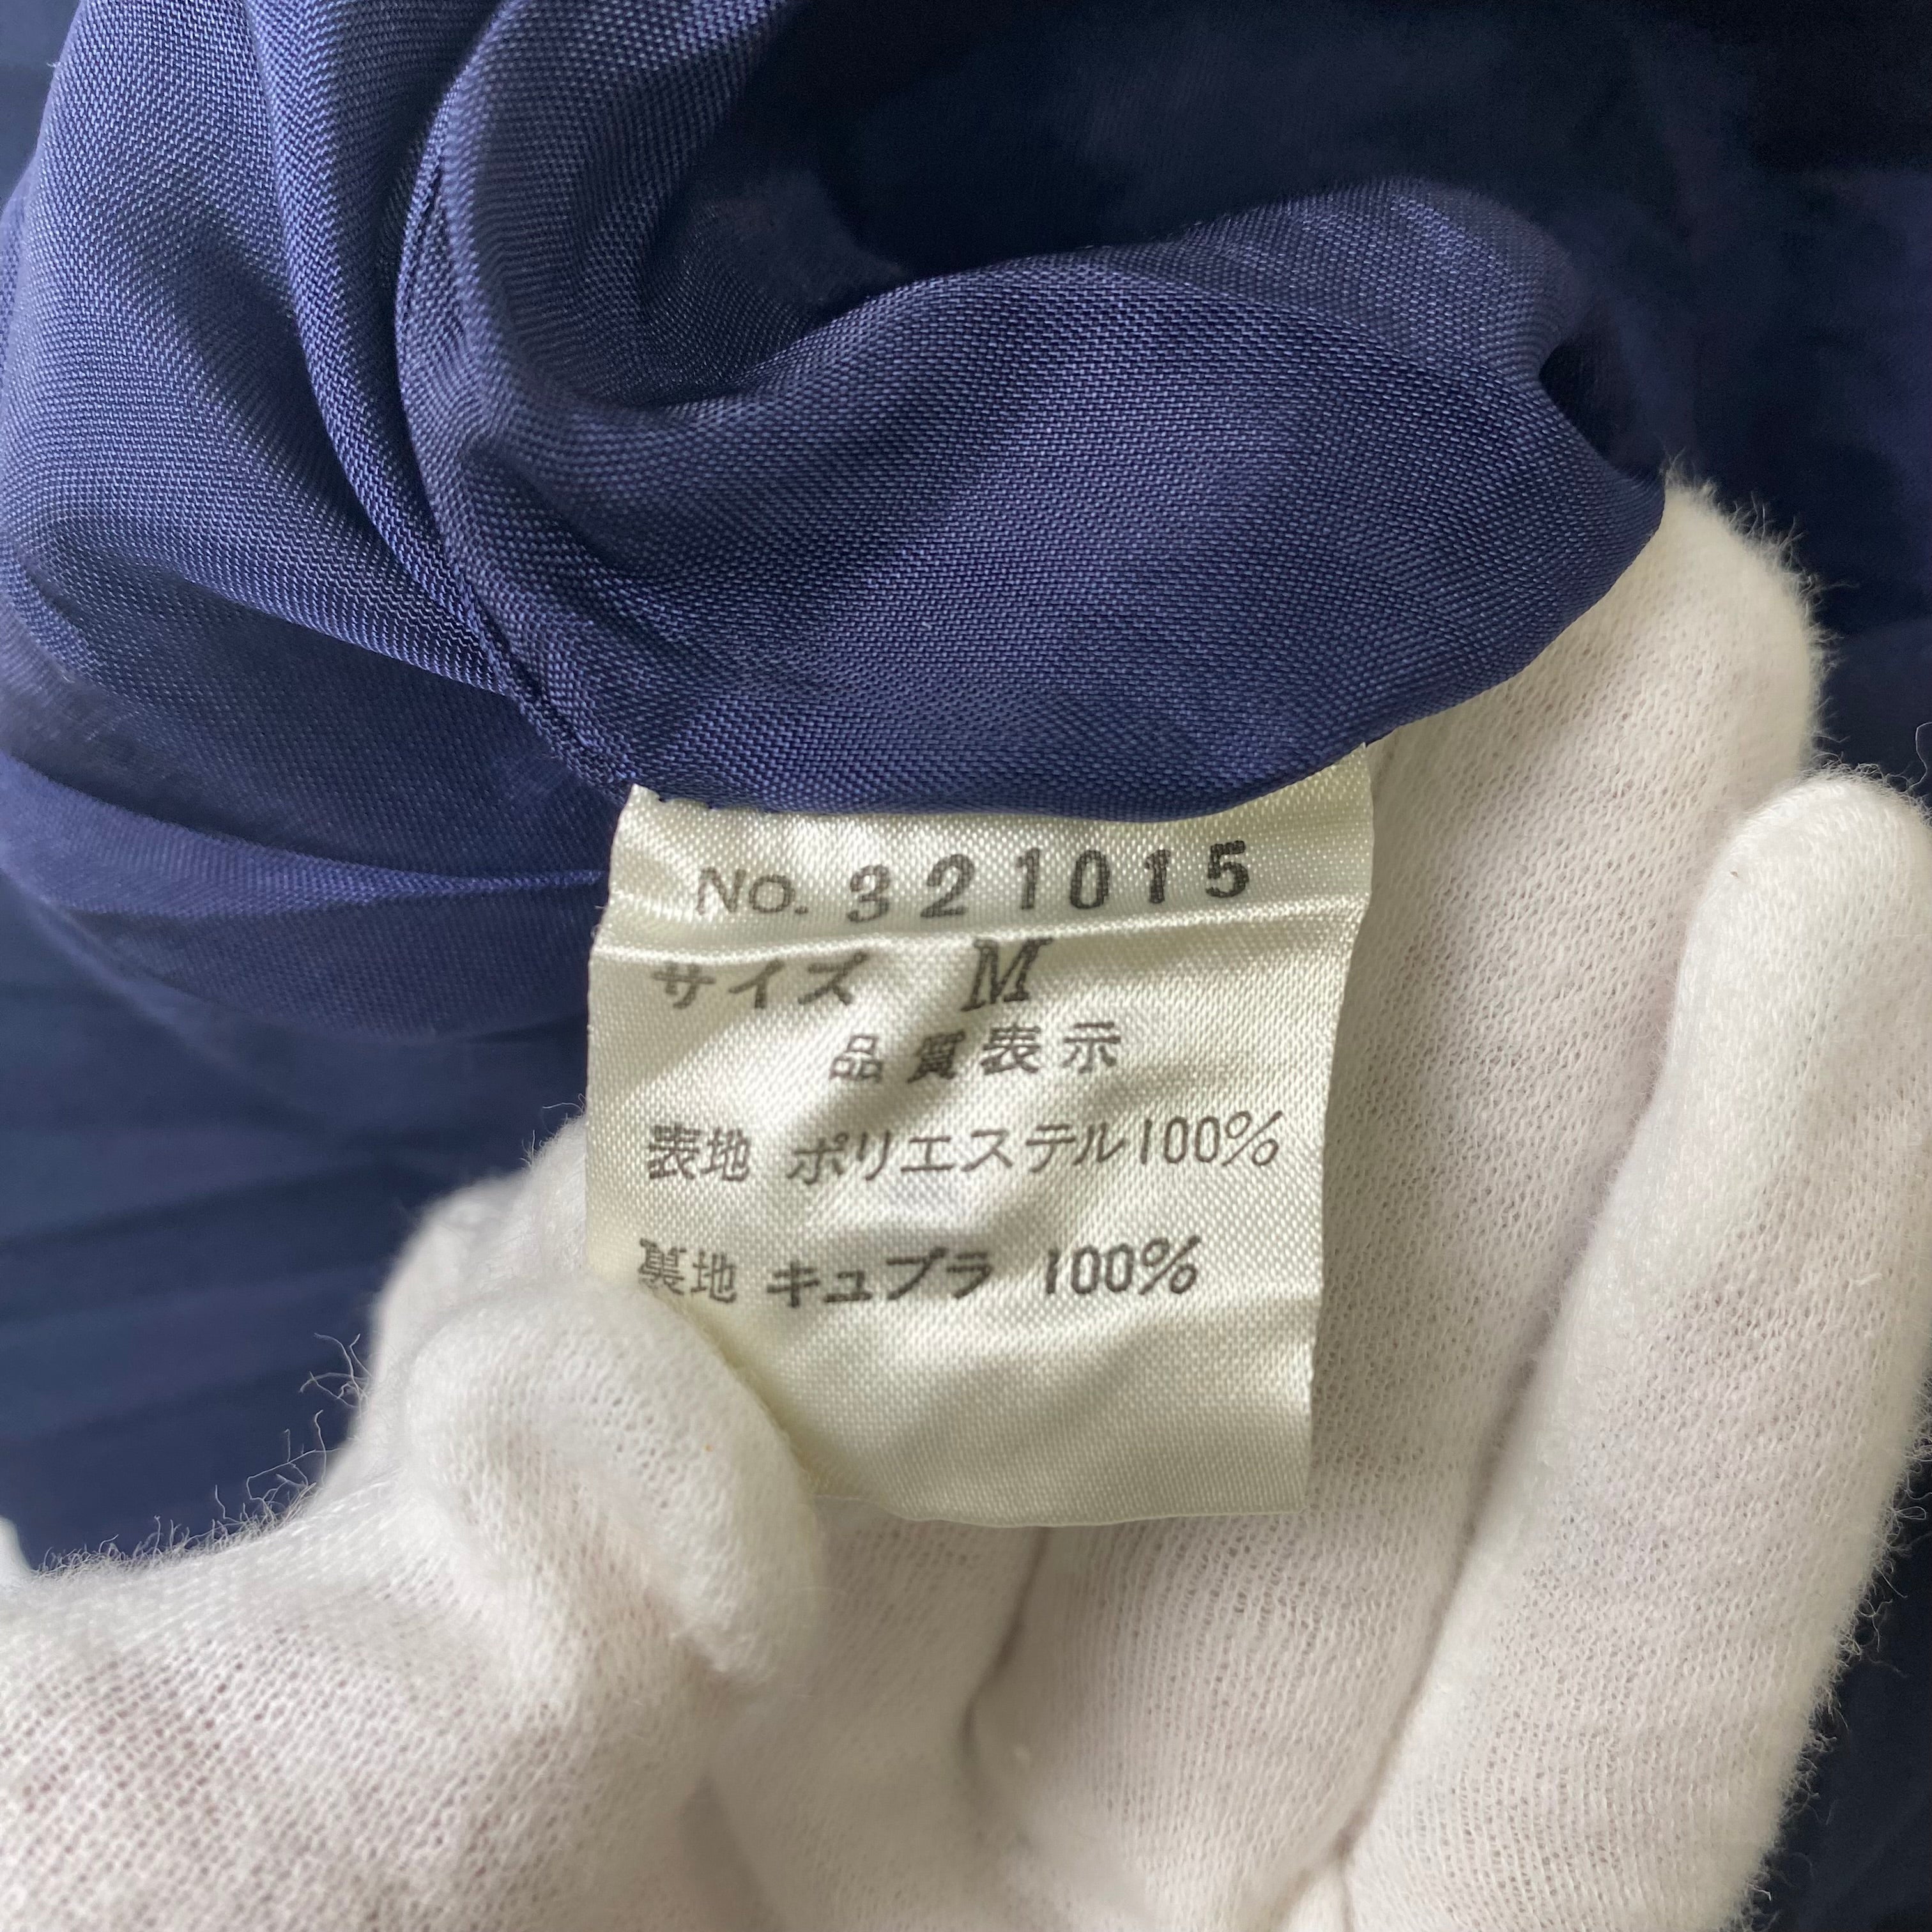 No. 321015
サイズ M
品質表示
表地 ポリエステル100%
裏地 キュプラ 100%